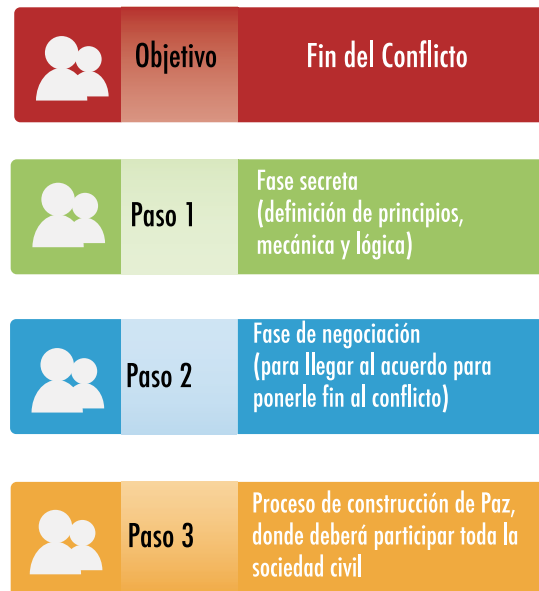 Objetivo
Fin del Conflicto
Paso 1
Fase secreta
(definición de principios,
mecánica y lógica)
Paso 2
Fase de negociación
(para llegar al acuerdo para
ponerle fin al conflicto)
Paso 3
Proceso de construcción de Paz,
donde deberá participar toda la
sociedad civil